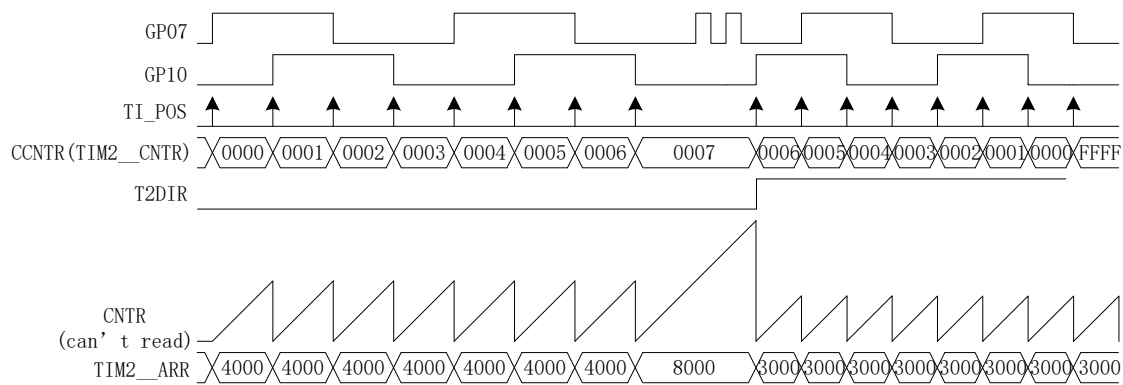 GP07
GP10
TI_POS
CCNTR(TIM2__CNTR) 0000 0001 0002 0003 0004 0005 0006 0007 0006 0005 0004 0003 0002 0001 0000 FFFF
T2DIR
CNTR
(can't read)
TIM2__ARR 4000 4000 4000 4000 4000 4000 4000 8000 3000 3000 3000 3000 3000 3000 3000 3000